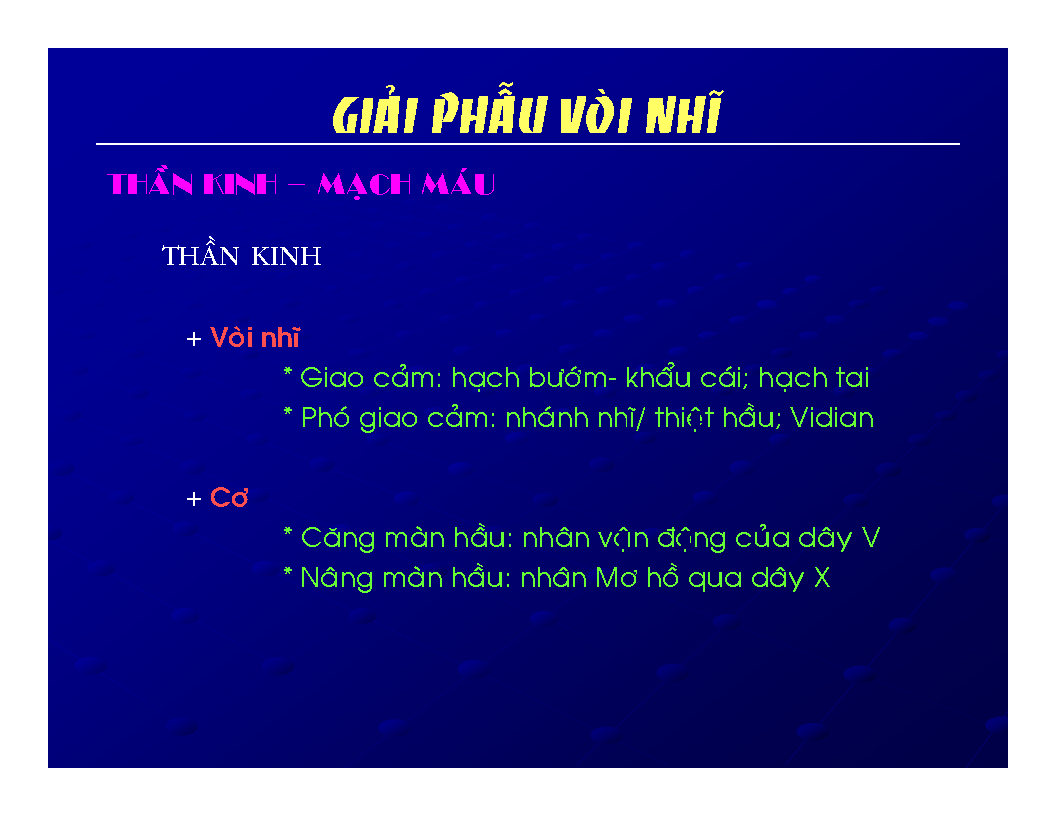 GIẢI PHẪU VÒI NHĨ
THẦN KINH – MẠCH MÁU
THẦN KINH
+ Vòi nhĩ
* Giao cảm: hạch bướm- khẩu cái; hạch tai
* Phó giao cảm: nhánh nhĩ/ thiệt hầu; Vidian
+ Cơ
* Căng màn hầu: nhân vận động của dây V
* Nâng màn hầu: nhân Mơ hồ qua dây X